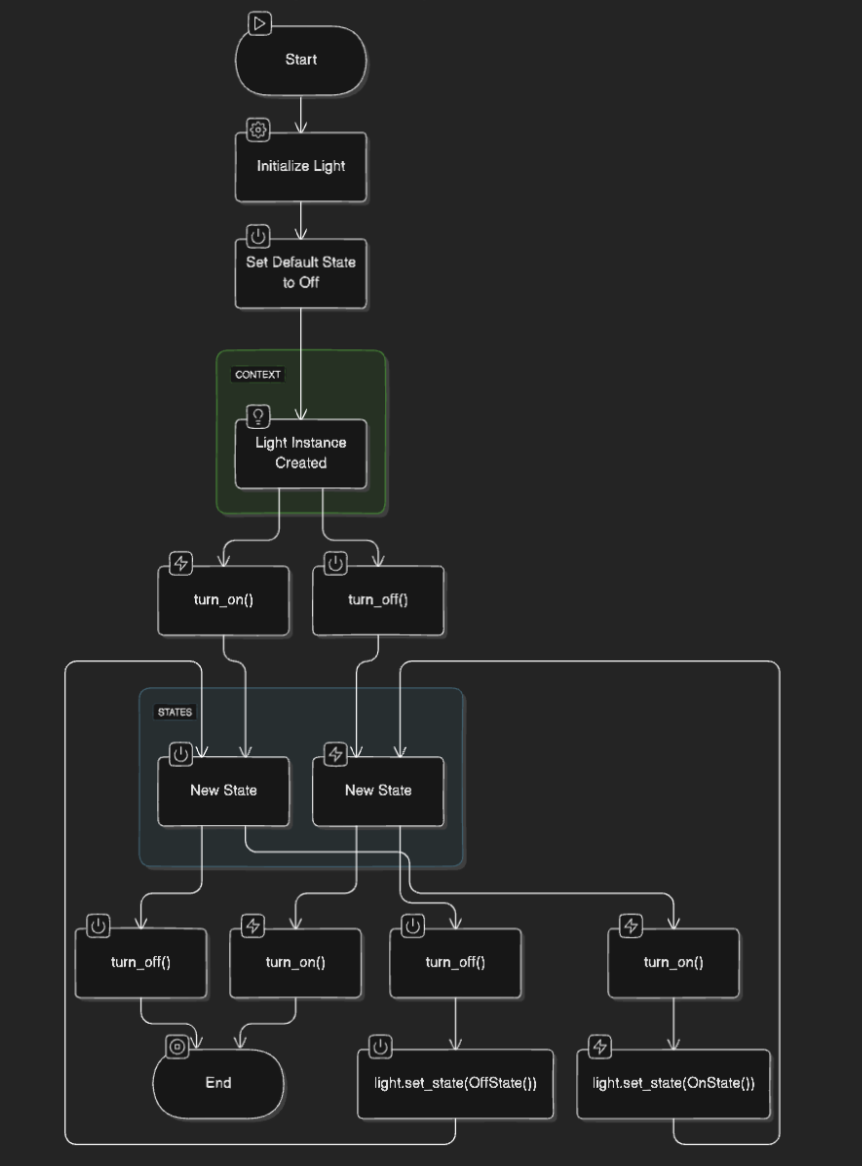 Start
Initialize Light
Set Default State
to Off
CONTEXT
Light Instance
Created
turn_on()
turn_off()
STATES
New State
New State
turn_off()
turn_on()
turn_off()
turn_on()
End
light.set_state(OffState())
light.set_state(OnState())